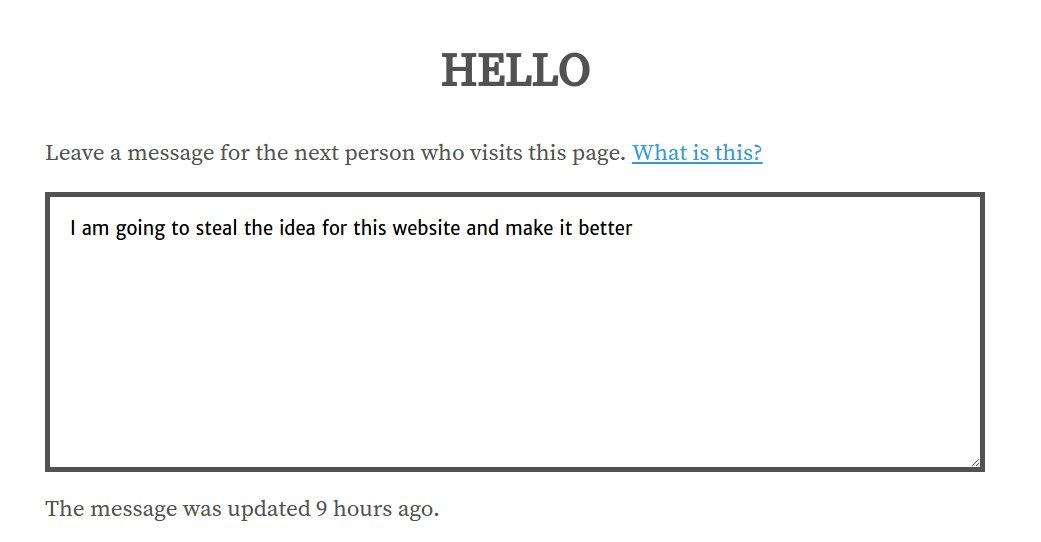 HELLO
Leave a message for the next person who visits this page. What is this?
I am going to steal the idea for this website and make it better
The message was updated 9 hours ago.